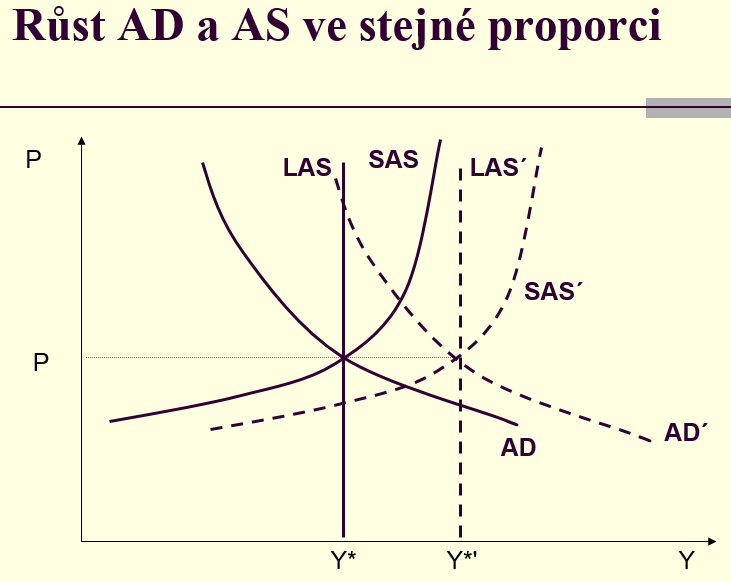 Růst AD a AS ve stejné proporci
P
LAS
SAS
LAS´
SAS´
P
AD´
AD
Y*
Y*'
Y